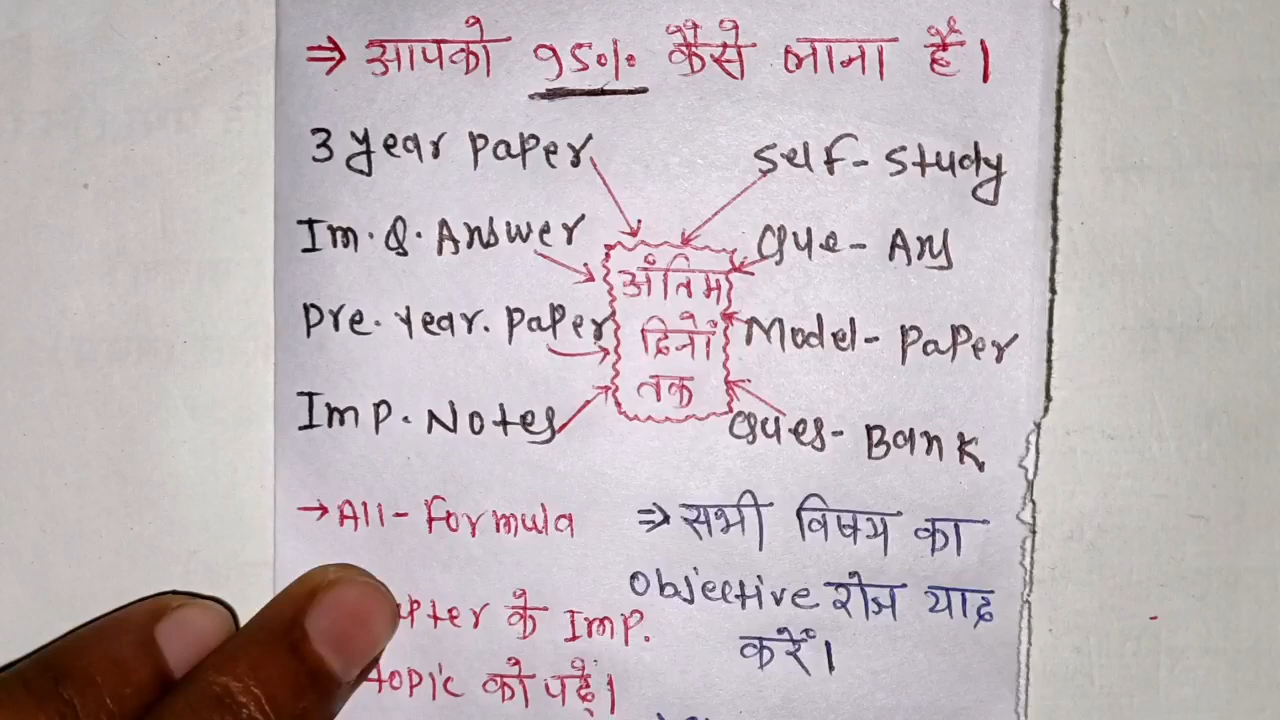 ⇒ आपको 95% कैसे लाना है।
3 year paper
self-study
Im. Q. Answer
Que-Ans
Pre. year. paper
Model-paper
Imp. Notes
Ques-Bank
अंतिम
दिनों
तक
→ All-formula
के Imp.
topic को पढ़ें।
⇒ सभी विषय का
objective रोज याद
करें।